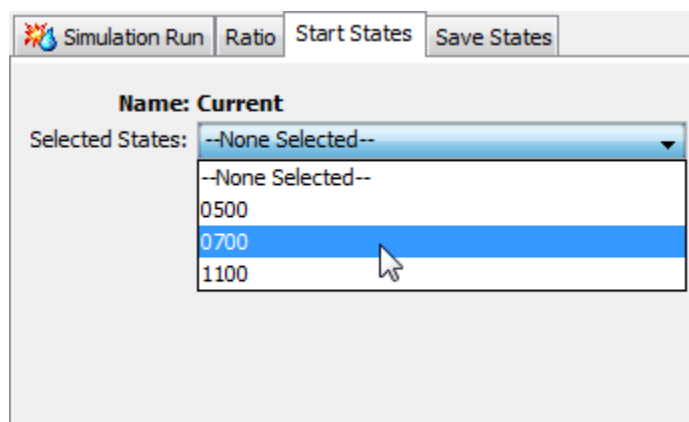 Simulation Run Ratio Start States Save States
Name: Current
Selected States: --None Selected--
--None Selected--
0500
0700
1100